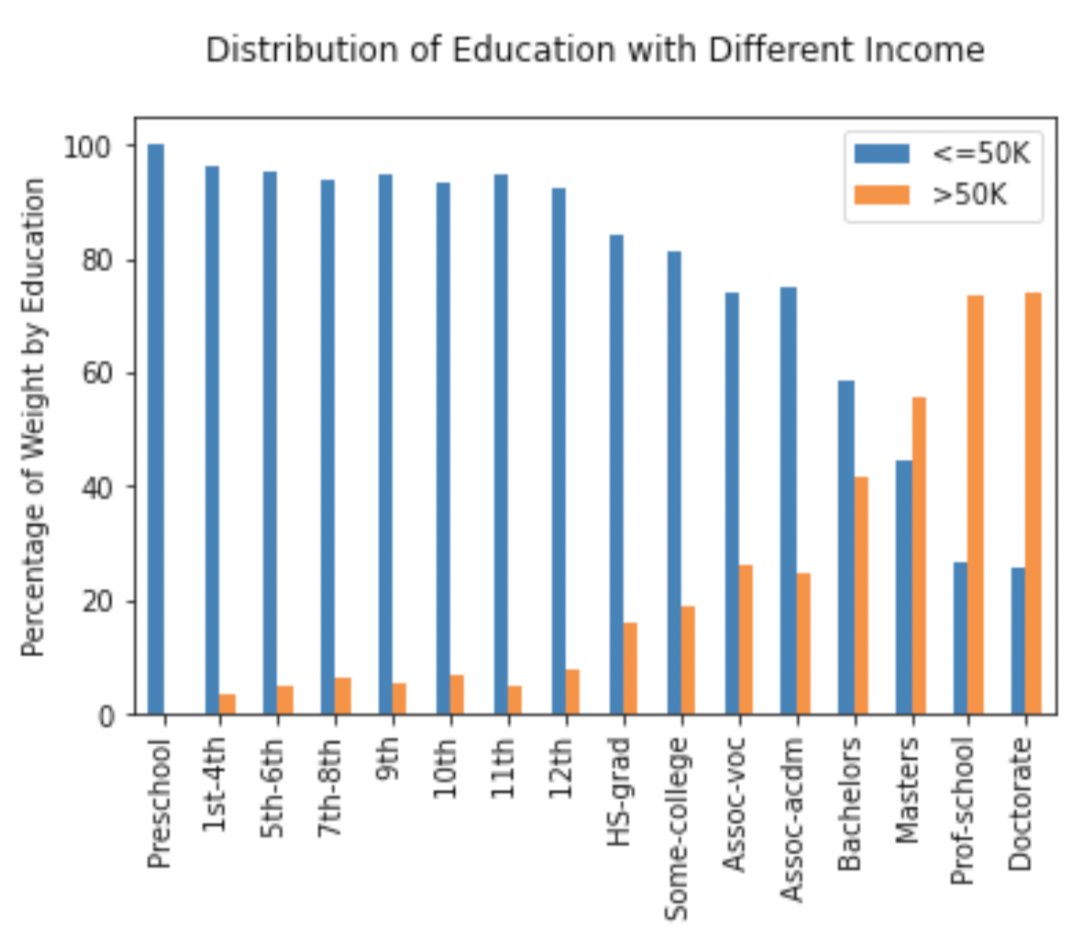 Distribution of Education with Different Income
<=50K
>50K
Percentage of Weight by Education
100
80
60
40
20
0
Preschool
1st-4th
5th-6th
7th-8th
9th
10th
11th
12th
HS-grad
Some-college
Assoc-voc
Assoc-acdm
Bachelors
Masters
Prof-school
Doctorate